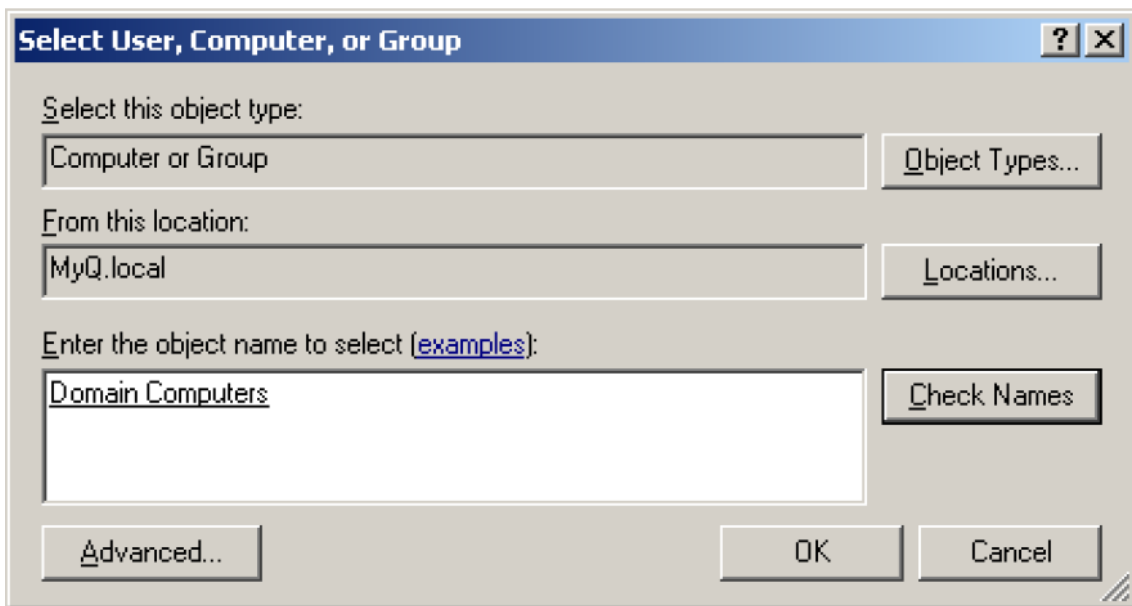 Select User, Computer, or Group
Select this object type:
Computer or Group
Object Types...
From this location:
MyQ.local
Locations...
Enter the object name to select (examples):
Domain Computers
Check Names
Advanced...
OK
Cancel